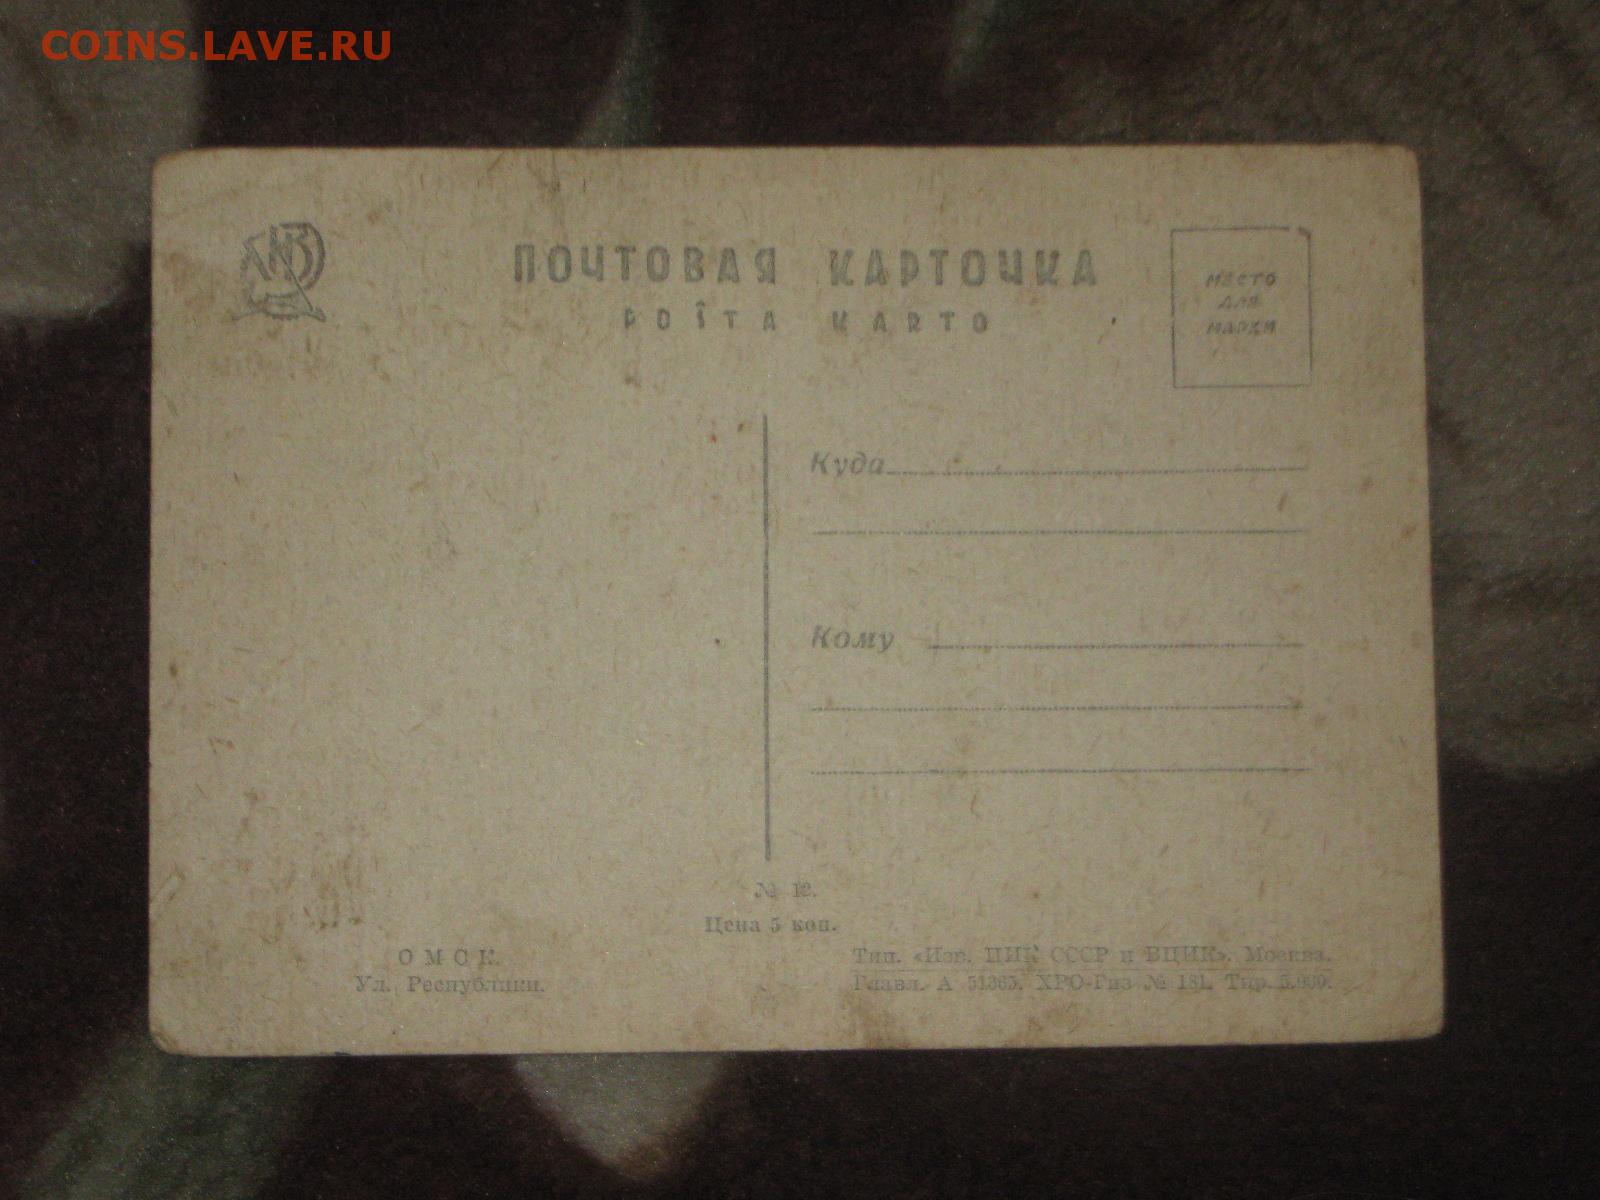 COINS.LAVE.RU
ПОЧТОВАЯ КАРТОЧКА
POŜTA KARTO
МЕСТО
ДЛЯ
МАРКИ
Куда
Кому
№ 12.
Цена 5 коп.
ОМСК.
Ул. Республики.
Тип. «Изв. ЦИК СССР и ВЦИК». Москва.
Главл. А 51365. ХРО-Гиз № 181. Тир. 5.000.